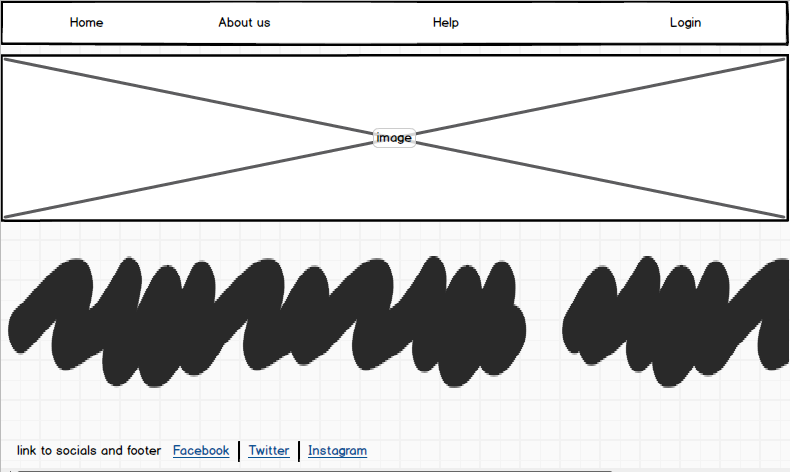 Home About us Help Login
image
link to socials and footer Facebook Twitter Instagram